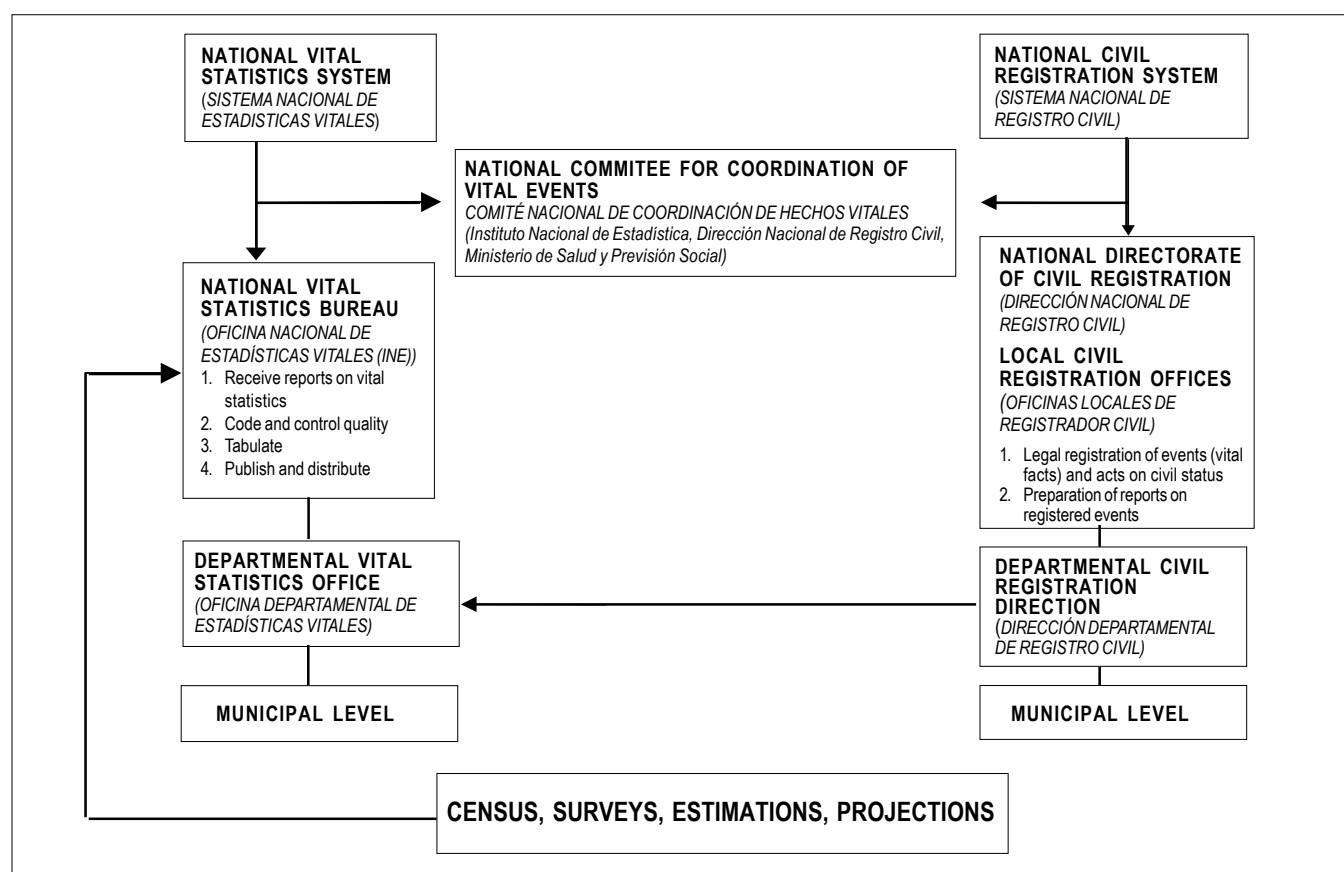 NATIONAL VITAL
STATISTICS SYSTEM
(SISTEMA NACIONAL DE
ESTADISTICAS VITALES)
NATIONAL CIVIL
REGISTRATION SYSTEM
(SISTEMA NACIONAL DE
REGISTRO CIVIL)
NATIONAL COMMITEE FOR COORDINATION OF
VITAL EVENTS
COMITÉ NACIONAL DE COORDINACIÓN DE HECHOS VITALES
(Instituto Nacional de Estadística, Dirección Nacional de Registro Civil,
Ministerio de Salud y Previsión Social)
NATIONAL VITAL
STATISTICS BUREAU
(OFICINA NACIONAL DE
ESTADÍSTICAS VITALES (INE))
1. Receive reports on vital
statistics
2. Code and control quality
3. Tabulate
4. Publish and distribute
NATIONAL DIRECTORATE
OF CIVIL REGISTRATION
(DIRECCIÓN NACIONAL DE
REGISTRO CIVIL)
LOCAL CIVIL
REGISTRATION OFFICES
(OFICINAS LOCALES DE
REGISTRADOR CIVIL)
1. Legal registration of events (vital
facts) and acts on civil status
2. Preparation of reports on
registered events
DEPARTMENTAL VITAL
STATISTICS OFFICE
(OFICINA DEPARTAMENTAL DE
ESTADÍSTICAS VITALES)
DEPARTMENTAL CIVIL
REGISTRATION
DIRECTION
(DIRECCIÓN DEPARTAMENTAL
DE REGISTRO CIVIL)
MUNICIPAL LEVEL
MUNICIPAL LEVEL
CENSUS, SURVEYS, ESTIMATIONS, PROJECTIONS